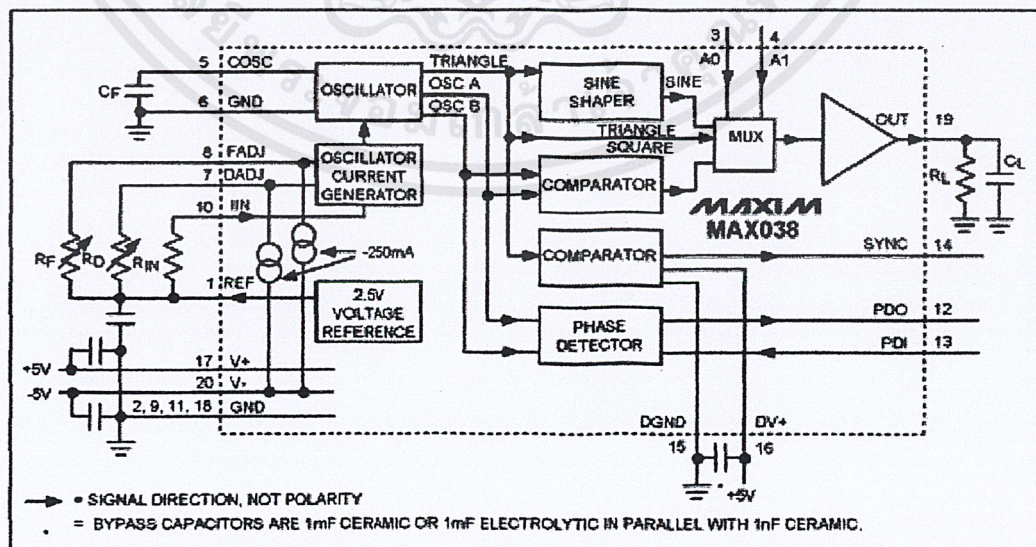 3 4
A0 A1
5 COSC
CF
6 GND
OSCILLATOR
TRIANGLE
OSC A
OSC B
SINE
SHAPER
SINE
TRIANGLE
SQUARE
MUX
OUT 19
RL
CL
8 FADJ
7 DADJ
10 IIN
OSCILLATOR
CURRENT
GENERATOR
COMPARATOR
MAXIM
MAX038
RF
RD
RIN
~250mA
COMPARATOR
SYNC 14
1 REF
2.5V
VOLTAGE
REFERENCE
PHASE
DETECTOR
PDO 12
PDI 13
+5V
17 V+
-5V
20 V-
2, 9, 11, 18 GND
DGND DV+
15 16
+5V
= SIGNAL DIRECTION, NOT POLARITY
= BYPASS CAPACITORS ARE 1mF CERAMIC OR 1mF ELECTROLYTIC IN PARALLEL WITH 1nF CERAMIC.